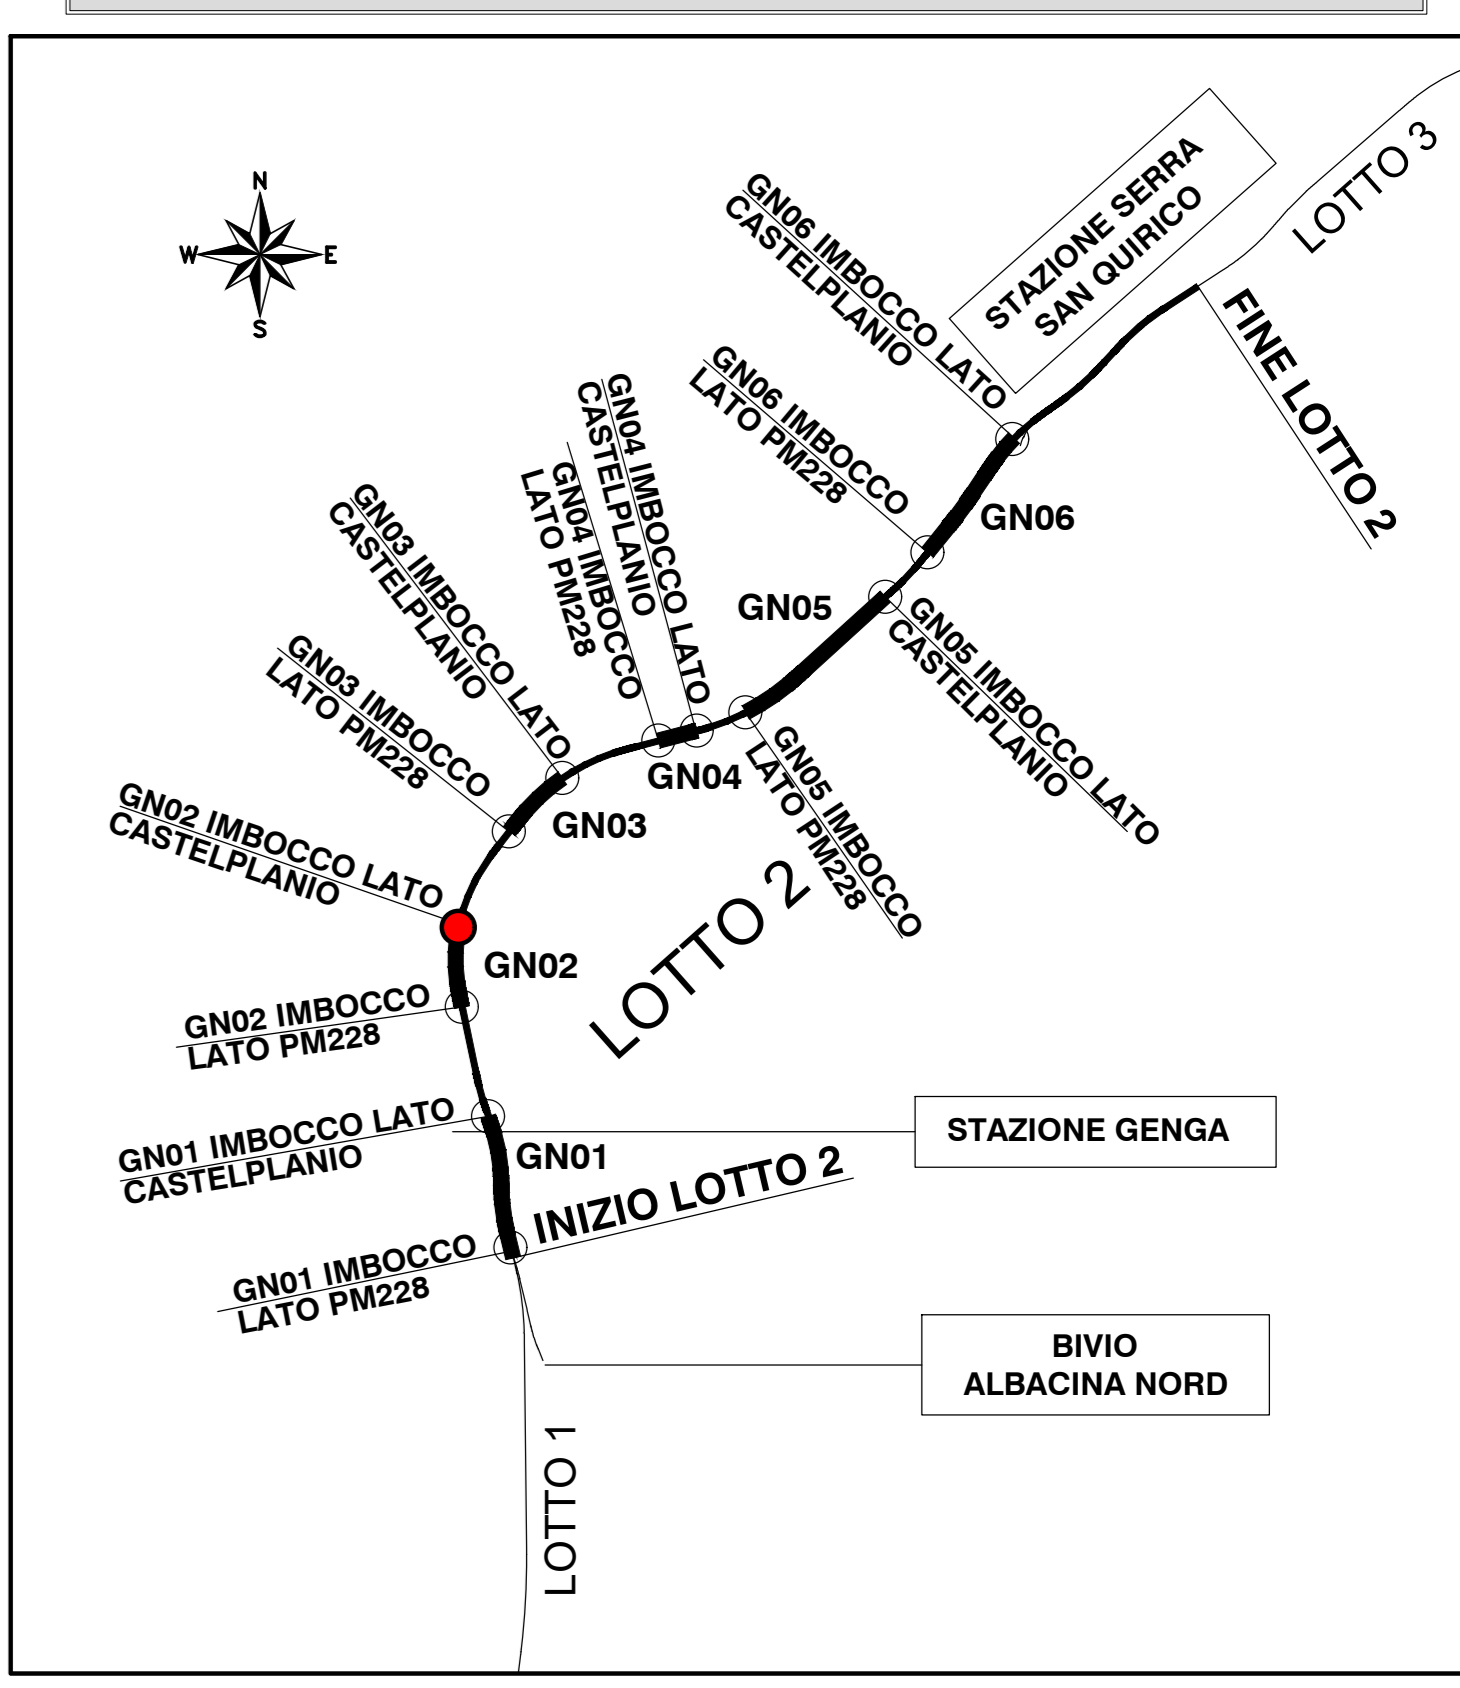 N
W
E
S
LOTTO 3
STAZIONE SERRA
SAN QUIRICO
GN06 IMBOCCO LATO
CASTELPLANIO
FINE LOTTO 2
GN06 IMBOCCO
LATO PM228
GN06
GN04 IMBOCCO LATO
CASTELPLANIO
GN04 IMBOCCO
LATO PM228
GN03 IMBOCCO LATO
CASTELPLANIO
GN05
GN05 IMBOCCO LATO
CASTELPLANIO
GN03 IMBOCCO
LATO PM228
GN04
GN05 IMBOCCO
LATO PM228
GN03
GN02 IMBOCCO LATO
CASTELPLANIO
LOTTO 2
GN02
GN02 IMBOCCO
LATO PM228
GN01 IMBOCCO LATO
CASTELPLANIO
STAZIONE GENGA
GN01
INIZIO LOTTO 2
GN01 IMBOCCO
LATO PM228
BIVIO
ALBACINA NORD
LOTTO 1